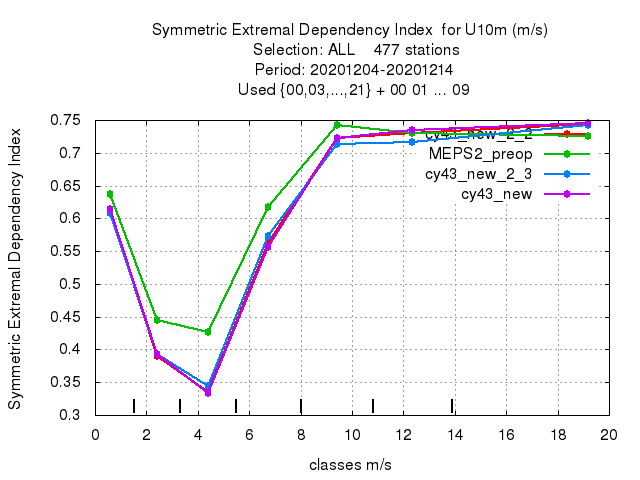 Symmetric Extremal Dependency Index for U10m (m/s)
Selection: ALL 477 stations
Period: 20201204-20201214
Used {00,03,...,21} + 00 01 ... 09
Symmetric Extremal Dependency Index
0.75
0.7
0.65
0.6
0.55
0.5
0.45
0.4
0.35
0.3
cy43_new_2_2
MEPS2_preop
cy43_new_2_3
cy43_new
0 2 4 6 8 10 12 14 16 18 20
classes m/s